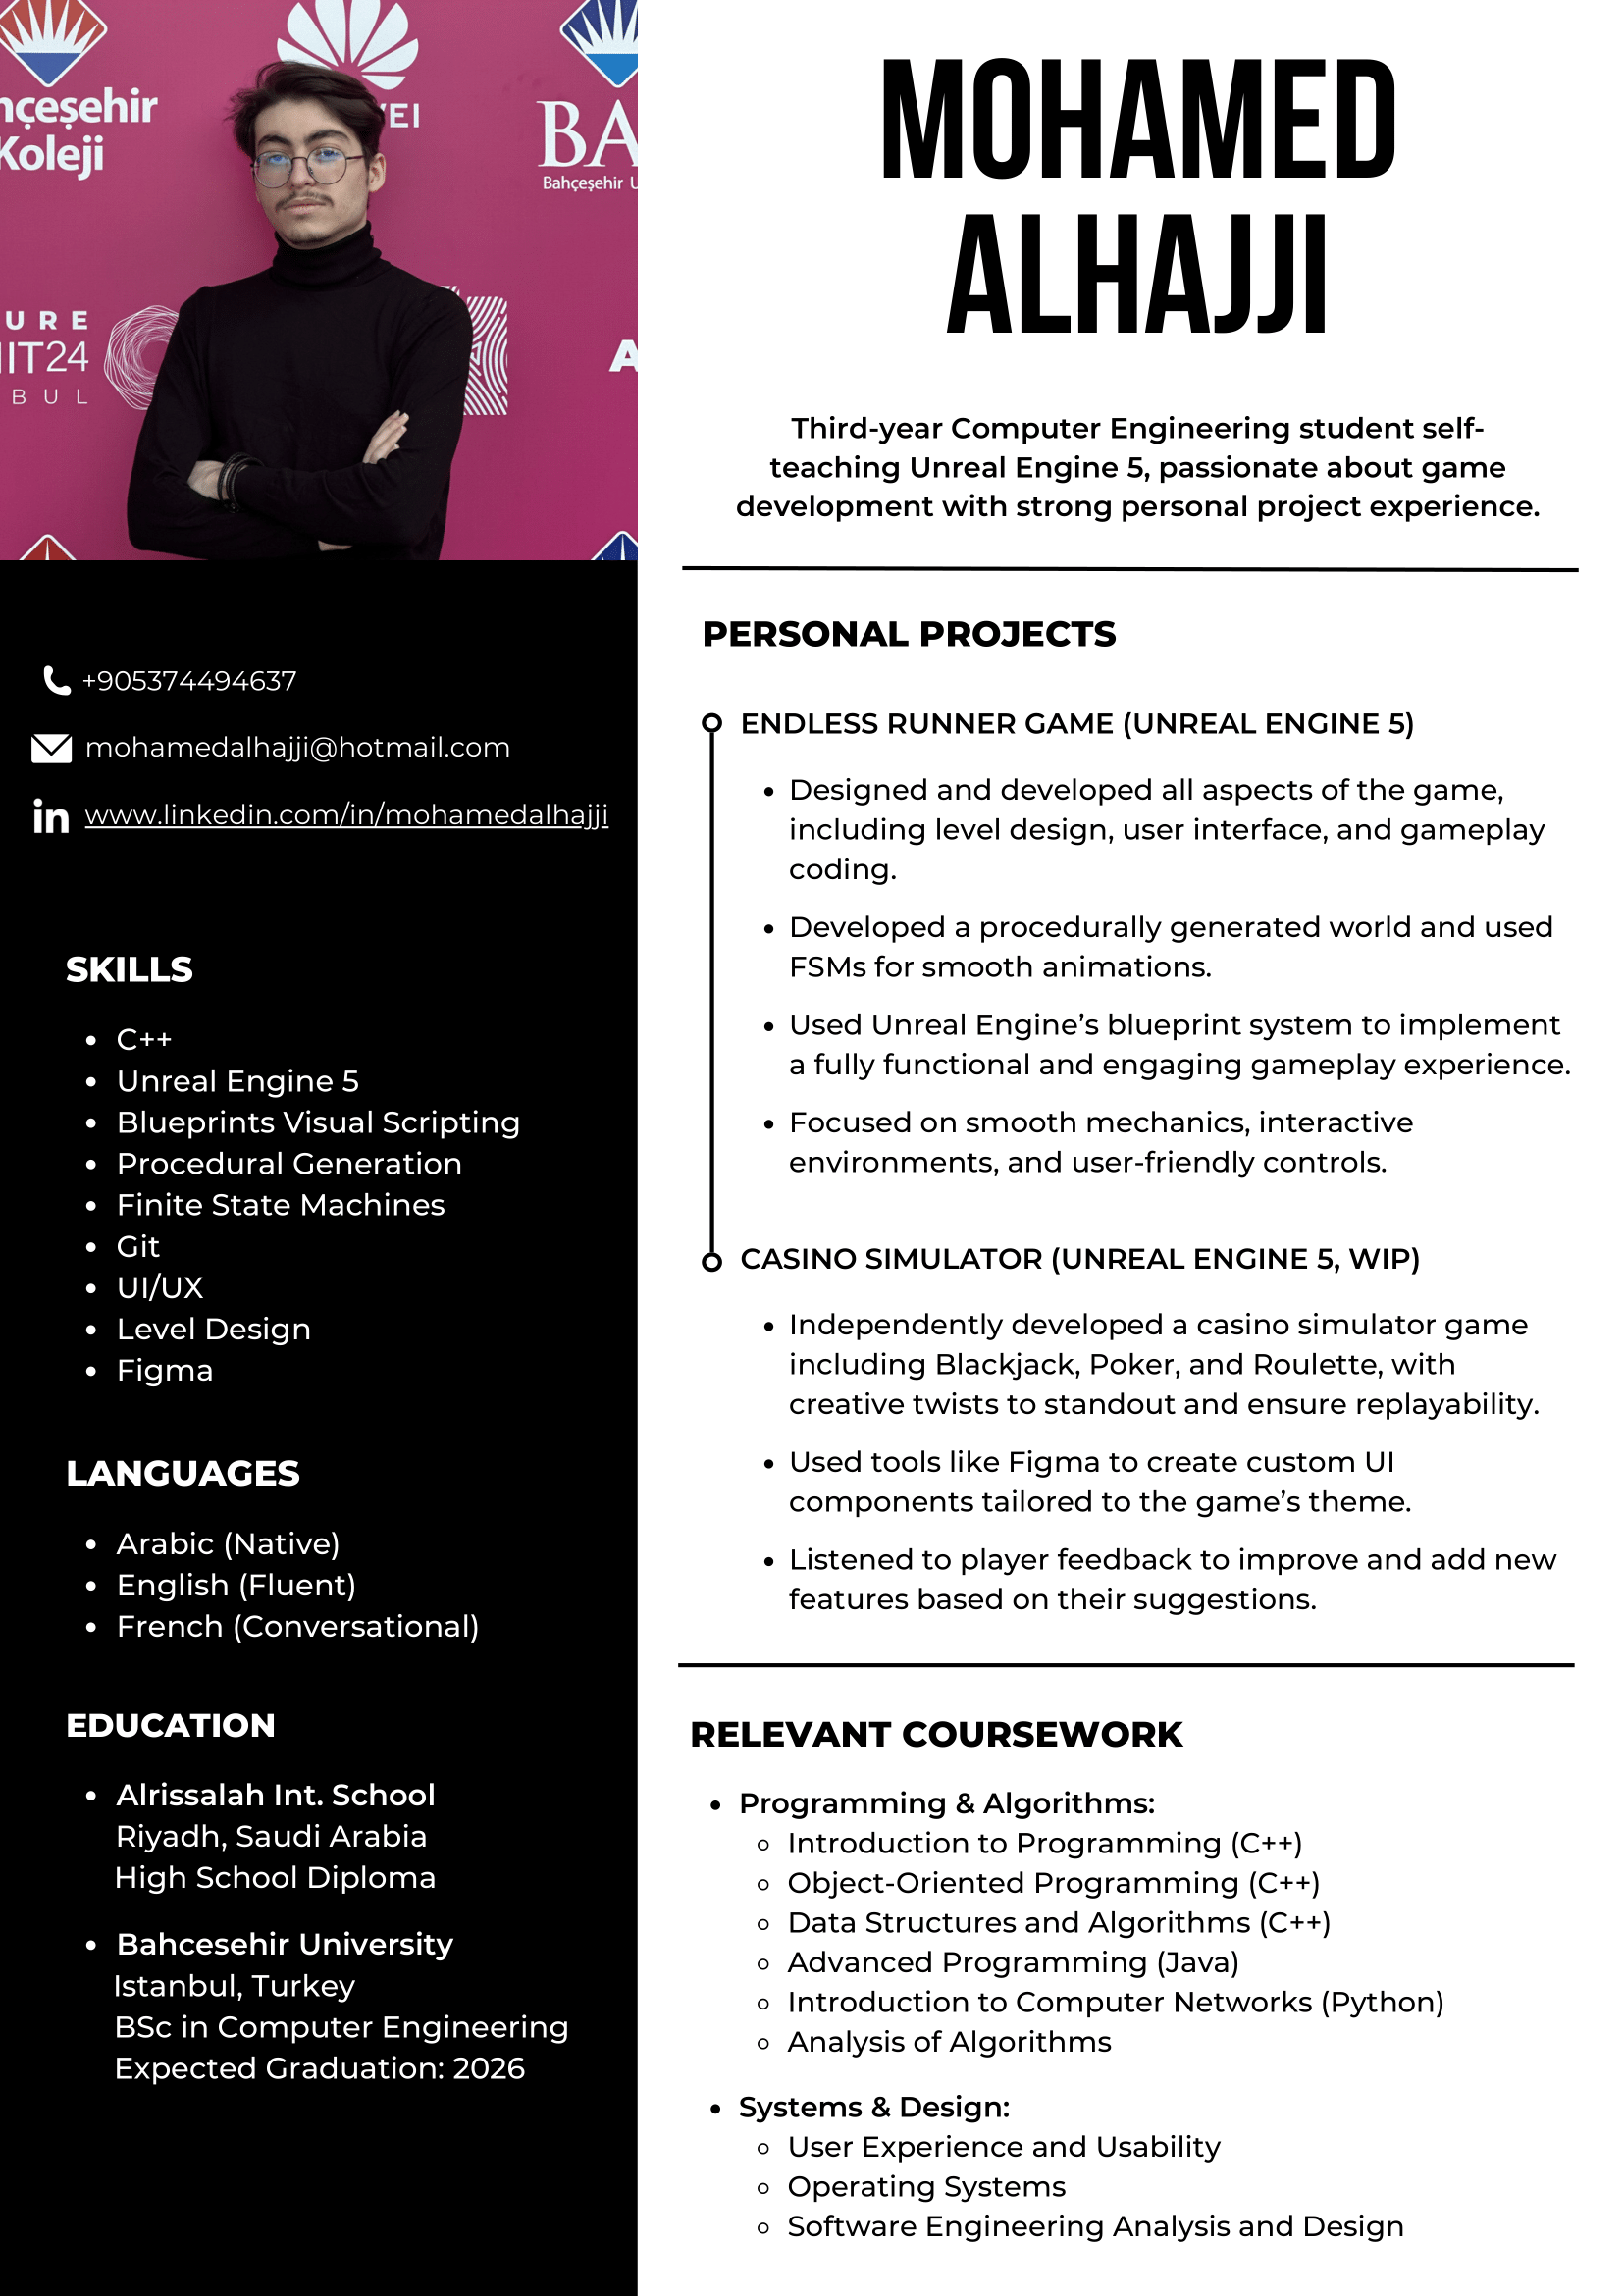 hçeşehir
Koleji
VEI
BA
Bahçeşehir U
URE
IIT24
BUL
A
+905374494637
mohamedalhajji@hotmail.com
in www.linkedin.com/in/mohamedalhajji
SKILLS
• C++
• Unreal Engine 5
• Blueprints Visual Scripting
• Procedural Generation
• Finite State Machines
• Git
• UI/UX
• Level Design
• Figma
LANGUAGES
• Arabic (Native)
• English (Fluent)
• French (Conversational)
EDUCATION
• Alrissalah Int. School
Riyadh, Saudi Arabia
High School Diploma
• Bahcesehir University
Istanbul, Turkey
BSc in Computer Engineering
Expected Graduation: 2026
MOHAMED
ALHAJJI
Third-year Computer Engineering student self-
teaching Unreal Engine 5, passionate about game
development with strong personal project experience.
PERSONAL PROJECTS
ENDLESS RUNNER GAME (UNREAL ENGINE 5)
• Designed and developed all aspects of the game,
including level design, user interface, and gameplay
coding.
• Developed a procedurally generated world and used
FSMs for smooth animations.
• Used Unreal Engine’s blueprint system to implement
a fully functional and engaging gameplay experience.
• Focused on smooth mechanics, interactive
environments, and user-friendly controls.
CASINO SIMULATOR (UNREAL ENGINE 5, WIP)
• Independently developed a casino simulator game
including Blackjack, Poker, and Roulette, with
creative twists to standout and ensure replayability.
• Used tools like Figma to create custom UI
components tailored to the game’s theme.
• Listened to player feedback to improve and add new
features based on their suggestions.
RELEVANT COURSEWORK
• Programming & Algorithms:
◦ Introduction to Programming (C++)
◦ Object-Oriented Programming (C++)
◦ Data Structures and Algorithms (C++)
◦ Advanced Programming (Java)
◦ Introduction to Computer Networks (Python)
◦ Analysis of Algorithms
• Systems & Design:
◦ User Experience and Usability
◦ Operating Systems
◦ Software Engineering Analysis and Design